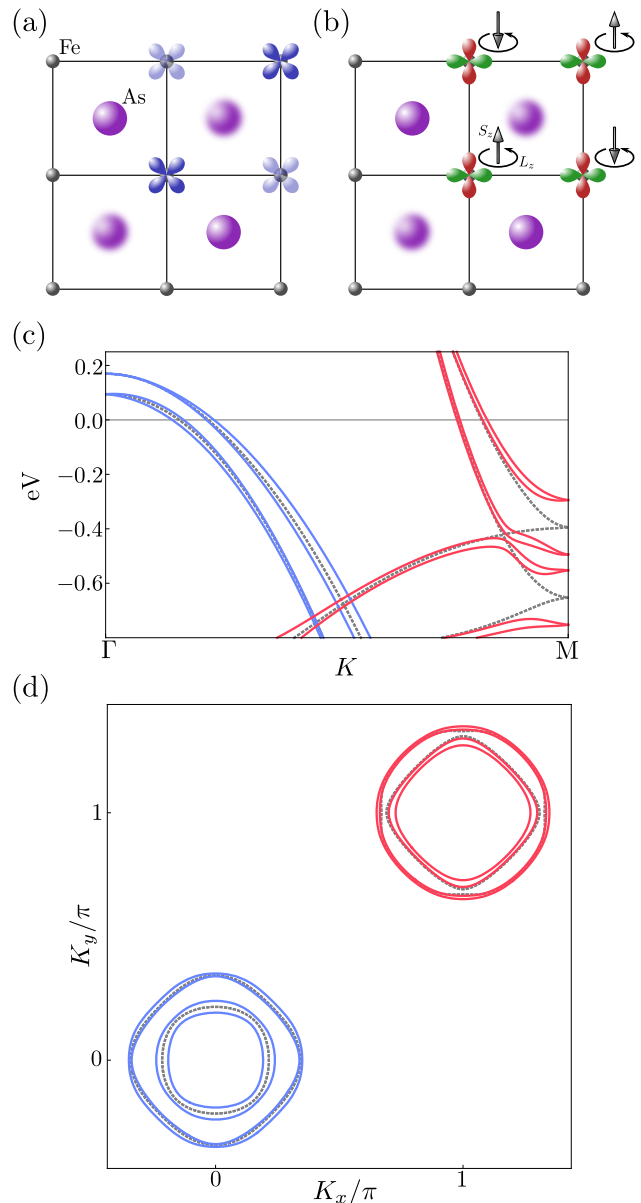 (a)
(b)
Fe
As
S_z
L_z
(c)
0.2
0.0
−0.2
−0.4
−0.6
eV
Γ
K
M
(d)
1
0
K_y/π
0
1
K_x/π